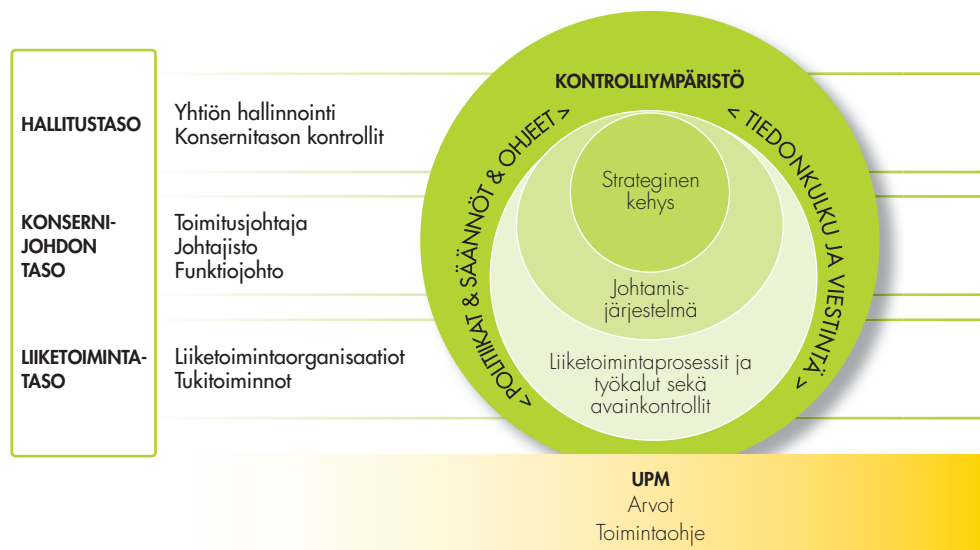 KONTROLLIYMPÄRISTÖ
HALLITUSTASO
Yhtiön hallinnointi
Konsernitason kontrollit
< POLITIIKAT & SÄÄNNÖT & OHJEET >
< TIEDONKULKU JA VIESTINTÄ >
Strateginen
kehys
KONSERNI-
JOHDON
TASO
Toimitusjohtaja
Johtajisto
Funktiojohto
Johtamis-
järjestelmä
LIIKETOIMINTA-
TASO
Liiketoimintaorganisaatiot
Tukitoiminnot
Liiketoimintaprosessit ja
työkalut sekä
avainkontrollit
UPM
Arvot
Toimintaohje